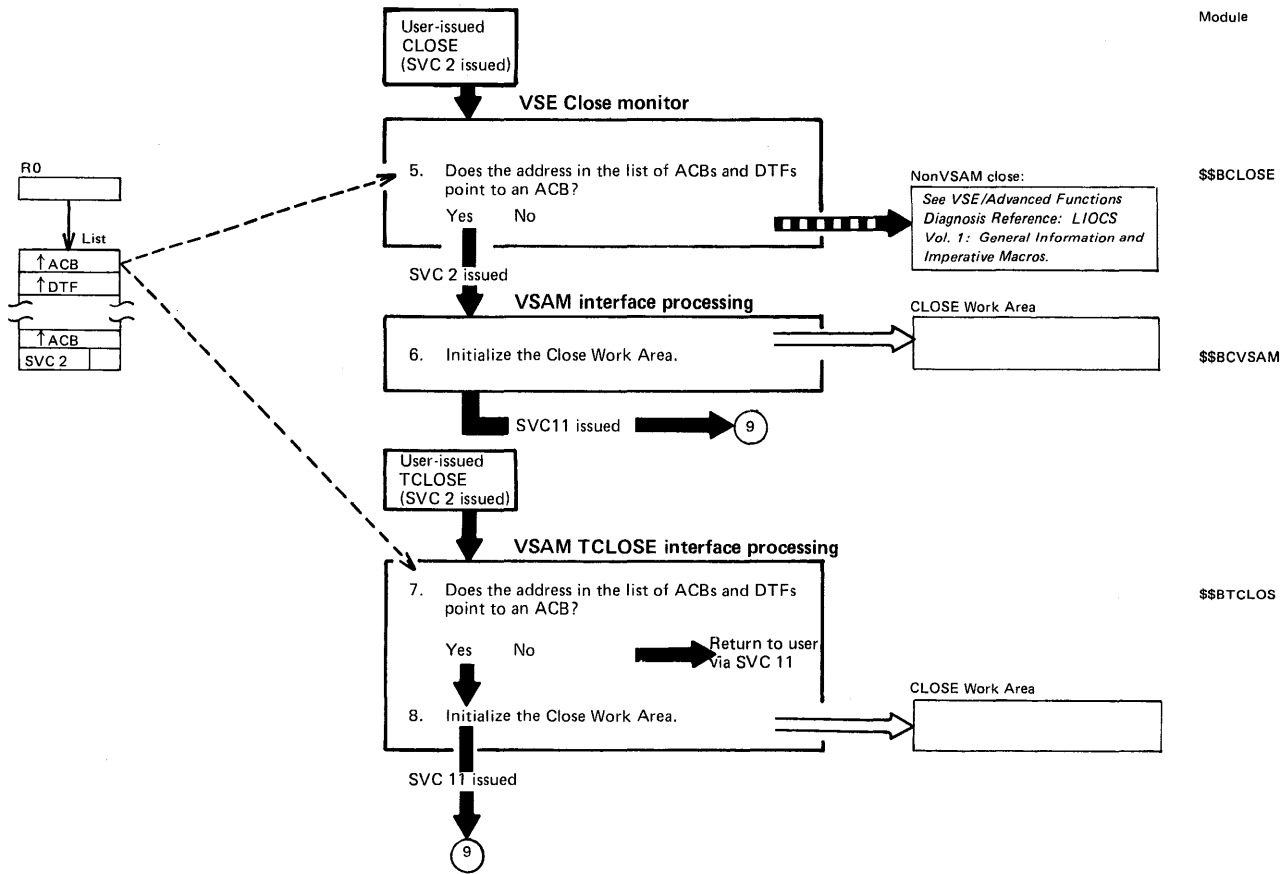 Module
User-issued
CLOSE
(SVC 2 issued)
VSE Close monitor
5. Does the address in the list of ACBs and DTFs
point to an ACB?
Yes No
$$BCLOSE
NonVSAM close:
See VSE/Advanced Functions
Diagnosis Reference: LIOCS
Vol. 1: General Information and
Imperative Macros.
R0
List
↑ACB
↑DTF
↑ACB
SVC 2
SVC 2 issued
VSAM interface processing
6. Initialize the Close Work Area.
CLOSE Work Area
$$BCVSAM
SVC11 issued
9
User-issued
TCLOSE
(SVC 2 issued)
VSAM TCLOSE interface processing
7. Does the address in the list of ACBs and DTFs
point to an ACB?
$$BTCLOS
Yes No
Return to user
via SVC 11
8. Initialize the Close Work Area.
CLOSE Work Area
SVC 11 issued
9